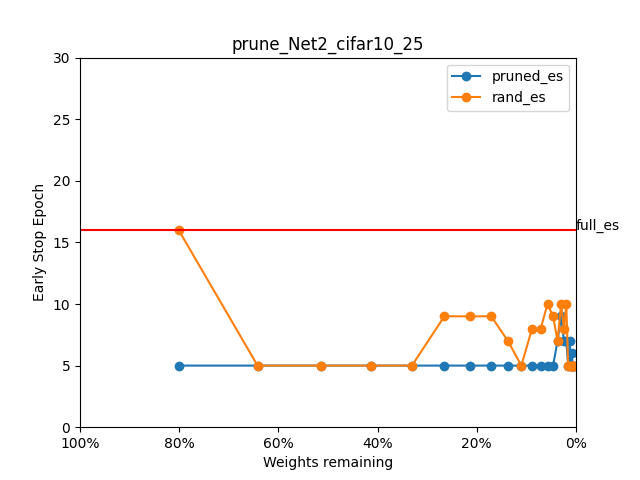 prune_Net2_cifar10_25
pruned_es
rand_es
30
25
20
15
10
5
0
Early Stop Epoch
full_es
100%
80%
60%
40%
20%
0%
Weights remaining